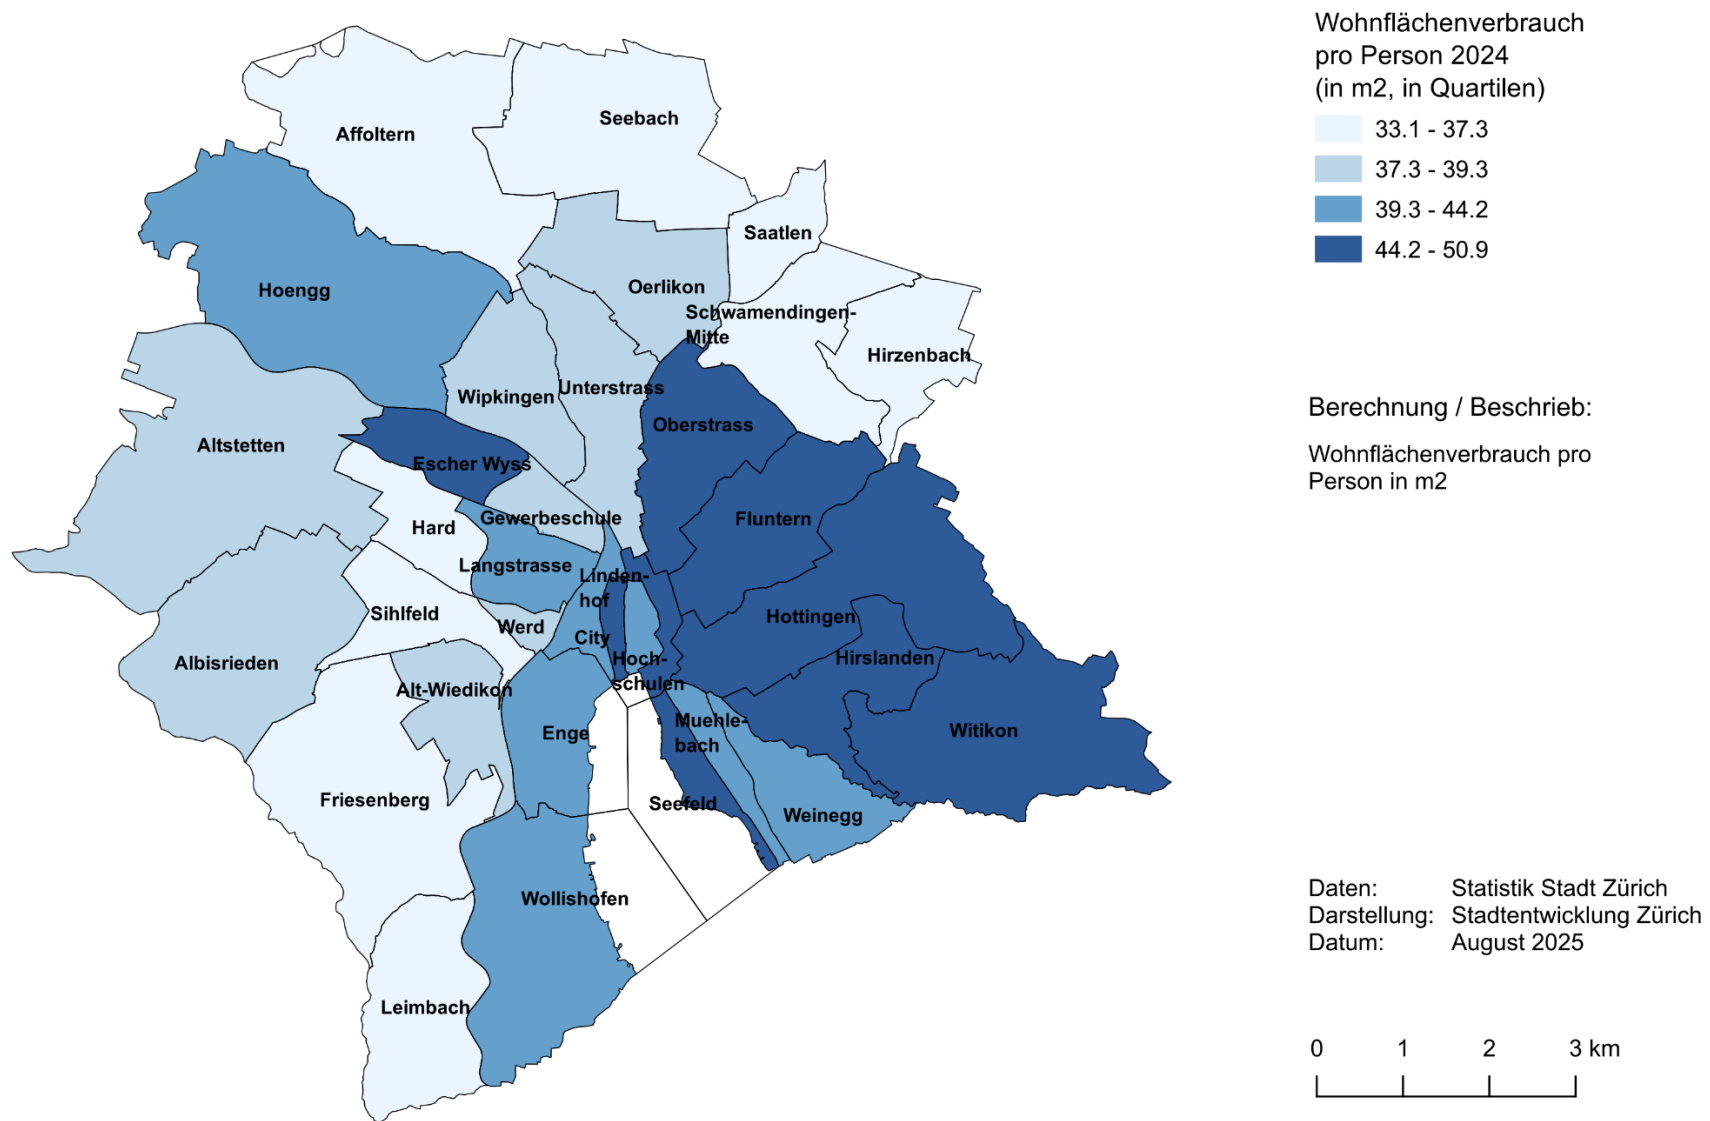 Wohnflächenverbrauch
pro Person 2024
(in m2, in Quartilen)
33.1 - 37.3
37.3 - 39.3
39.3 - 44.2
44.2 - 50.9
Affoltern
Seebach
Saatlen
Hoengg
Oerlikon
Schwamendingen-
Mitte
Hirzenbach
Wipkingen
Unterstrass
Oberstrass
Altstetten
Escher Wyss
Hard
Gewerbeschule
Fluntern
Langstrasse
Linden-
hof
Sihlfeld
Werd
City
Hottingen
Albisrieden
Hoch-
schulen
Hirslanden
Alt-Wiedikon
Enge
Muehle-
bach
Witikon
Friesenberg
Seefeld
Weinegg
Wollishofen
Leimbach
Berechnung / Beschrieb:
Wohnflächenverbrauch pro
Person in m2
Daten: Statistik Stadt Zürich
Darstellung: Stadtentwicklung Zürich
Datum: August 2025
0 1 2 3 km